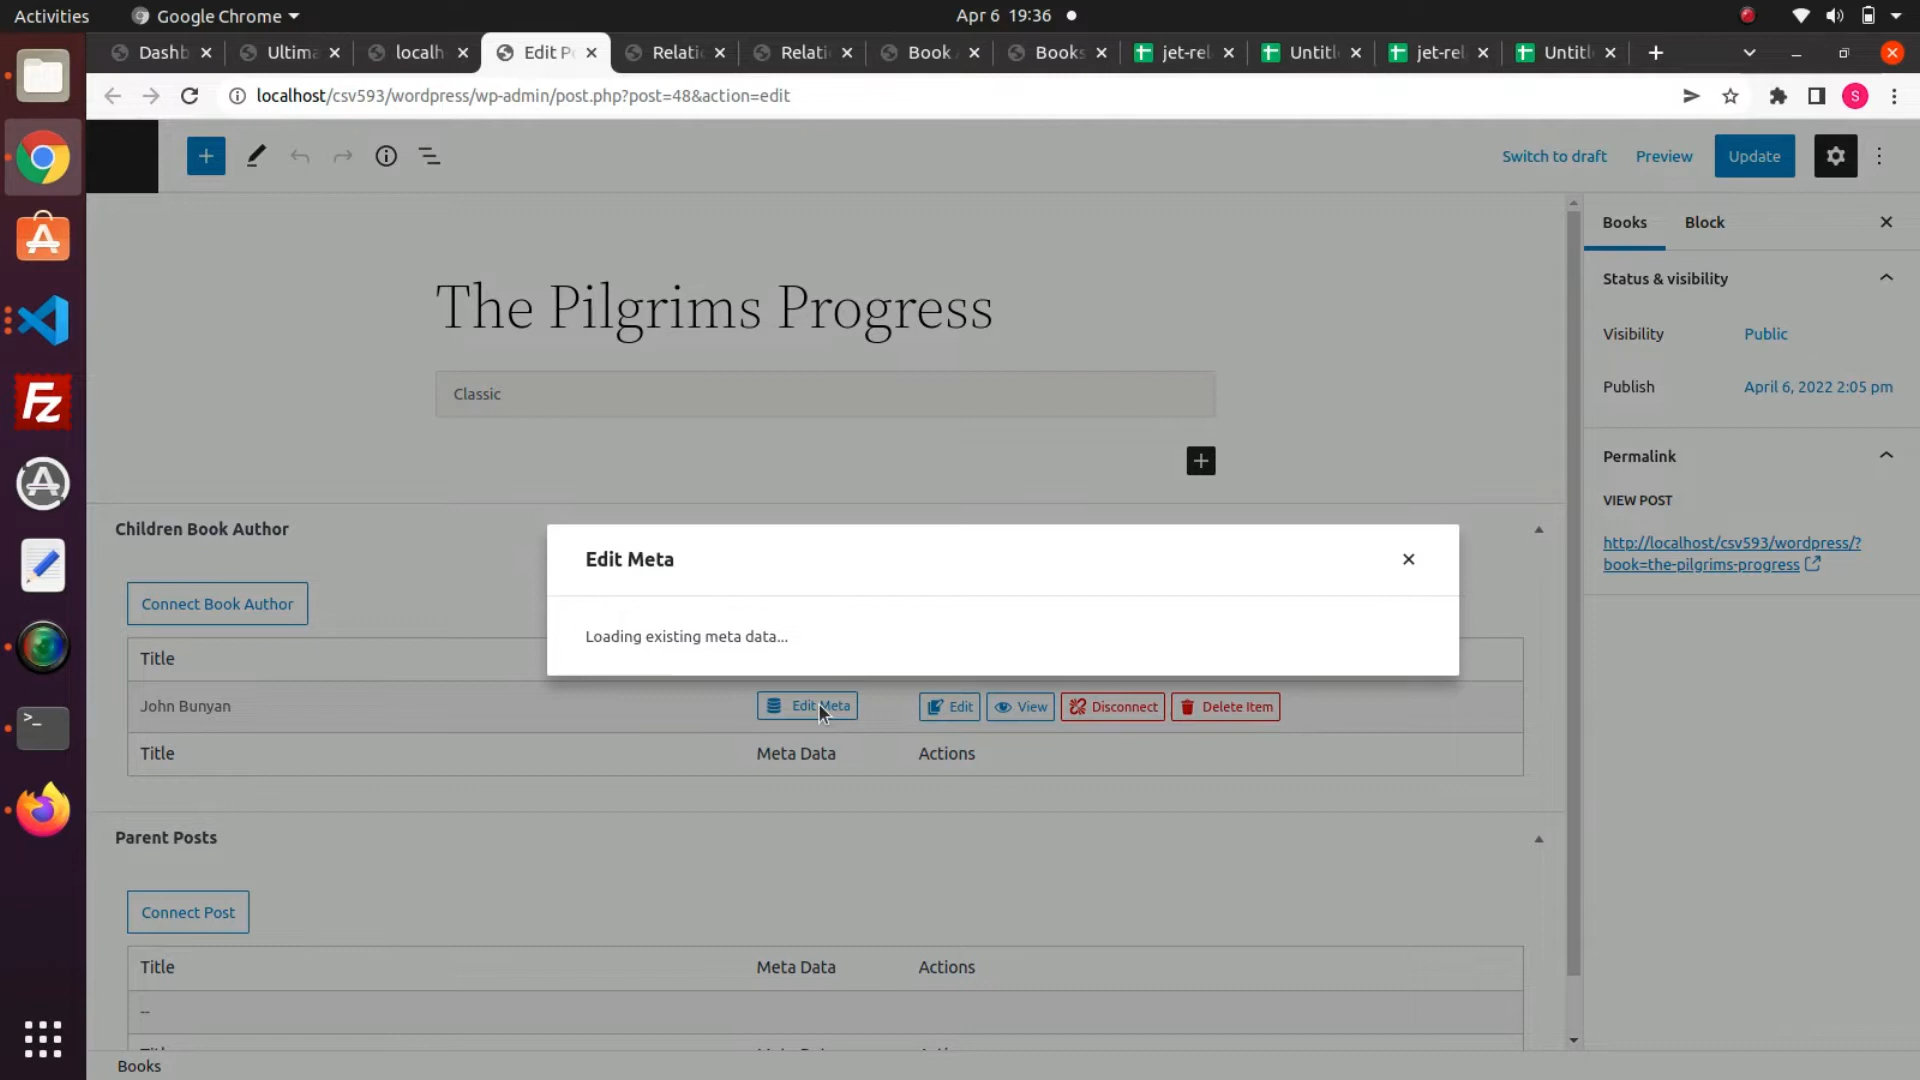 Activities
Google Chrome
Apr 6 19:36
Dashb
Ultima
localh
Edit P
Relati
Relati
Book
Books
jet-rel
Untitl
jet-rel
Untitl
localhost/csv593/wordpress/wp-admin/post.php?post=48&action=edit
S
Switch to draft
Preview
Update
The Pilgrims Progress
Classic
Books
Block
Status & visibility
Visibility
Public
Publish
April 6, 2022 2:05 pm
Permalink
VIEW POST
http://localhost/csv593/wordpress/?
book=the-pilgrims-progress
Children Book Author
Connect Book Author
Edit Meta
Loading existing meta data...
Title
John Bunyan
Edit Meta
Edit
View
Disconnect
Delete Item
Title
Meta Data
Actions
Parent Posts
Connect Post
Title
Meta Data
Actions
--
Books